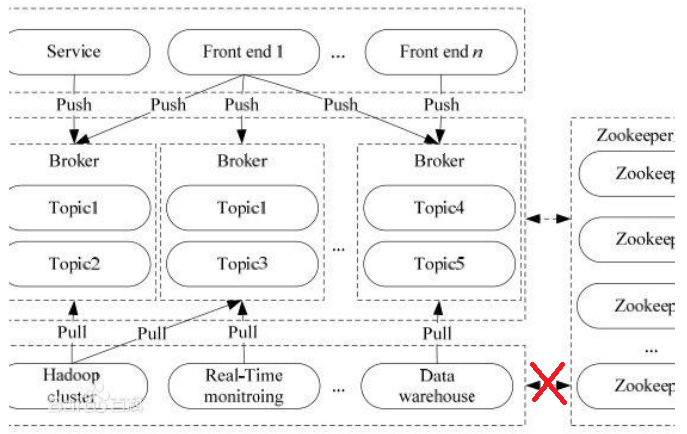 Service
Front end 1
...
Front end n
Push
Push
Push
Push
Push
Broker
Broker
Broker
Zookeeper
Topic1
Topic1
Topic4
Zookeep
Topic2
Topic3
...
Topic5
Zookeep
Zookeep
Pull
Pull
Pull
Pull
...
Hadoop
cluster
Real-Time
monitroing
...
Data
warehouse
Zookeep